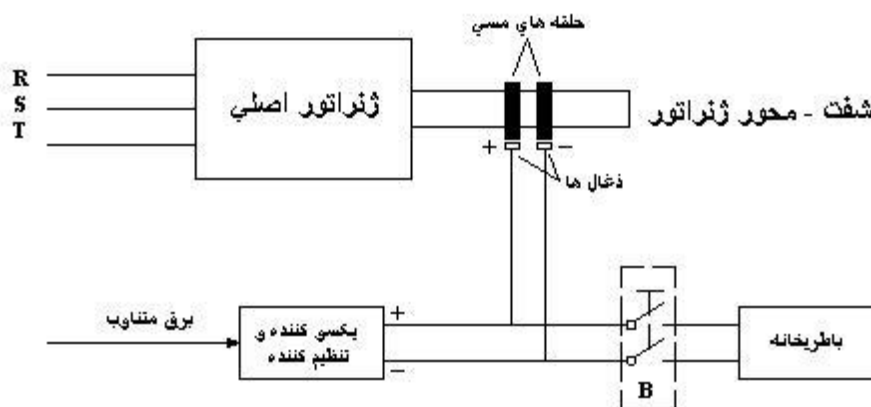 حلقه هاي مسي
R
S
T
ژنراتور اصلي
شفت - محور ژنراتور
+
−
ذغال ها
برق متناوب
يكسو كننده و
تنظيم كننده
+
−
B
باطريخانه